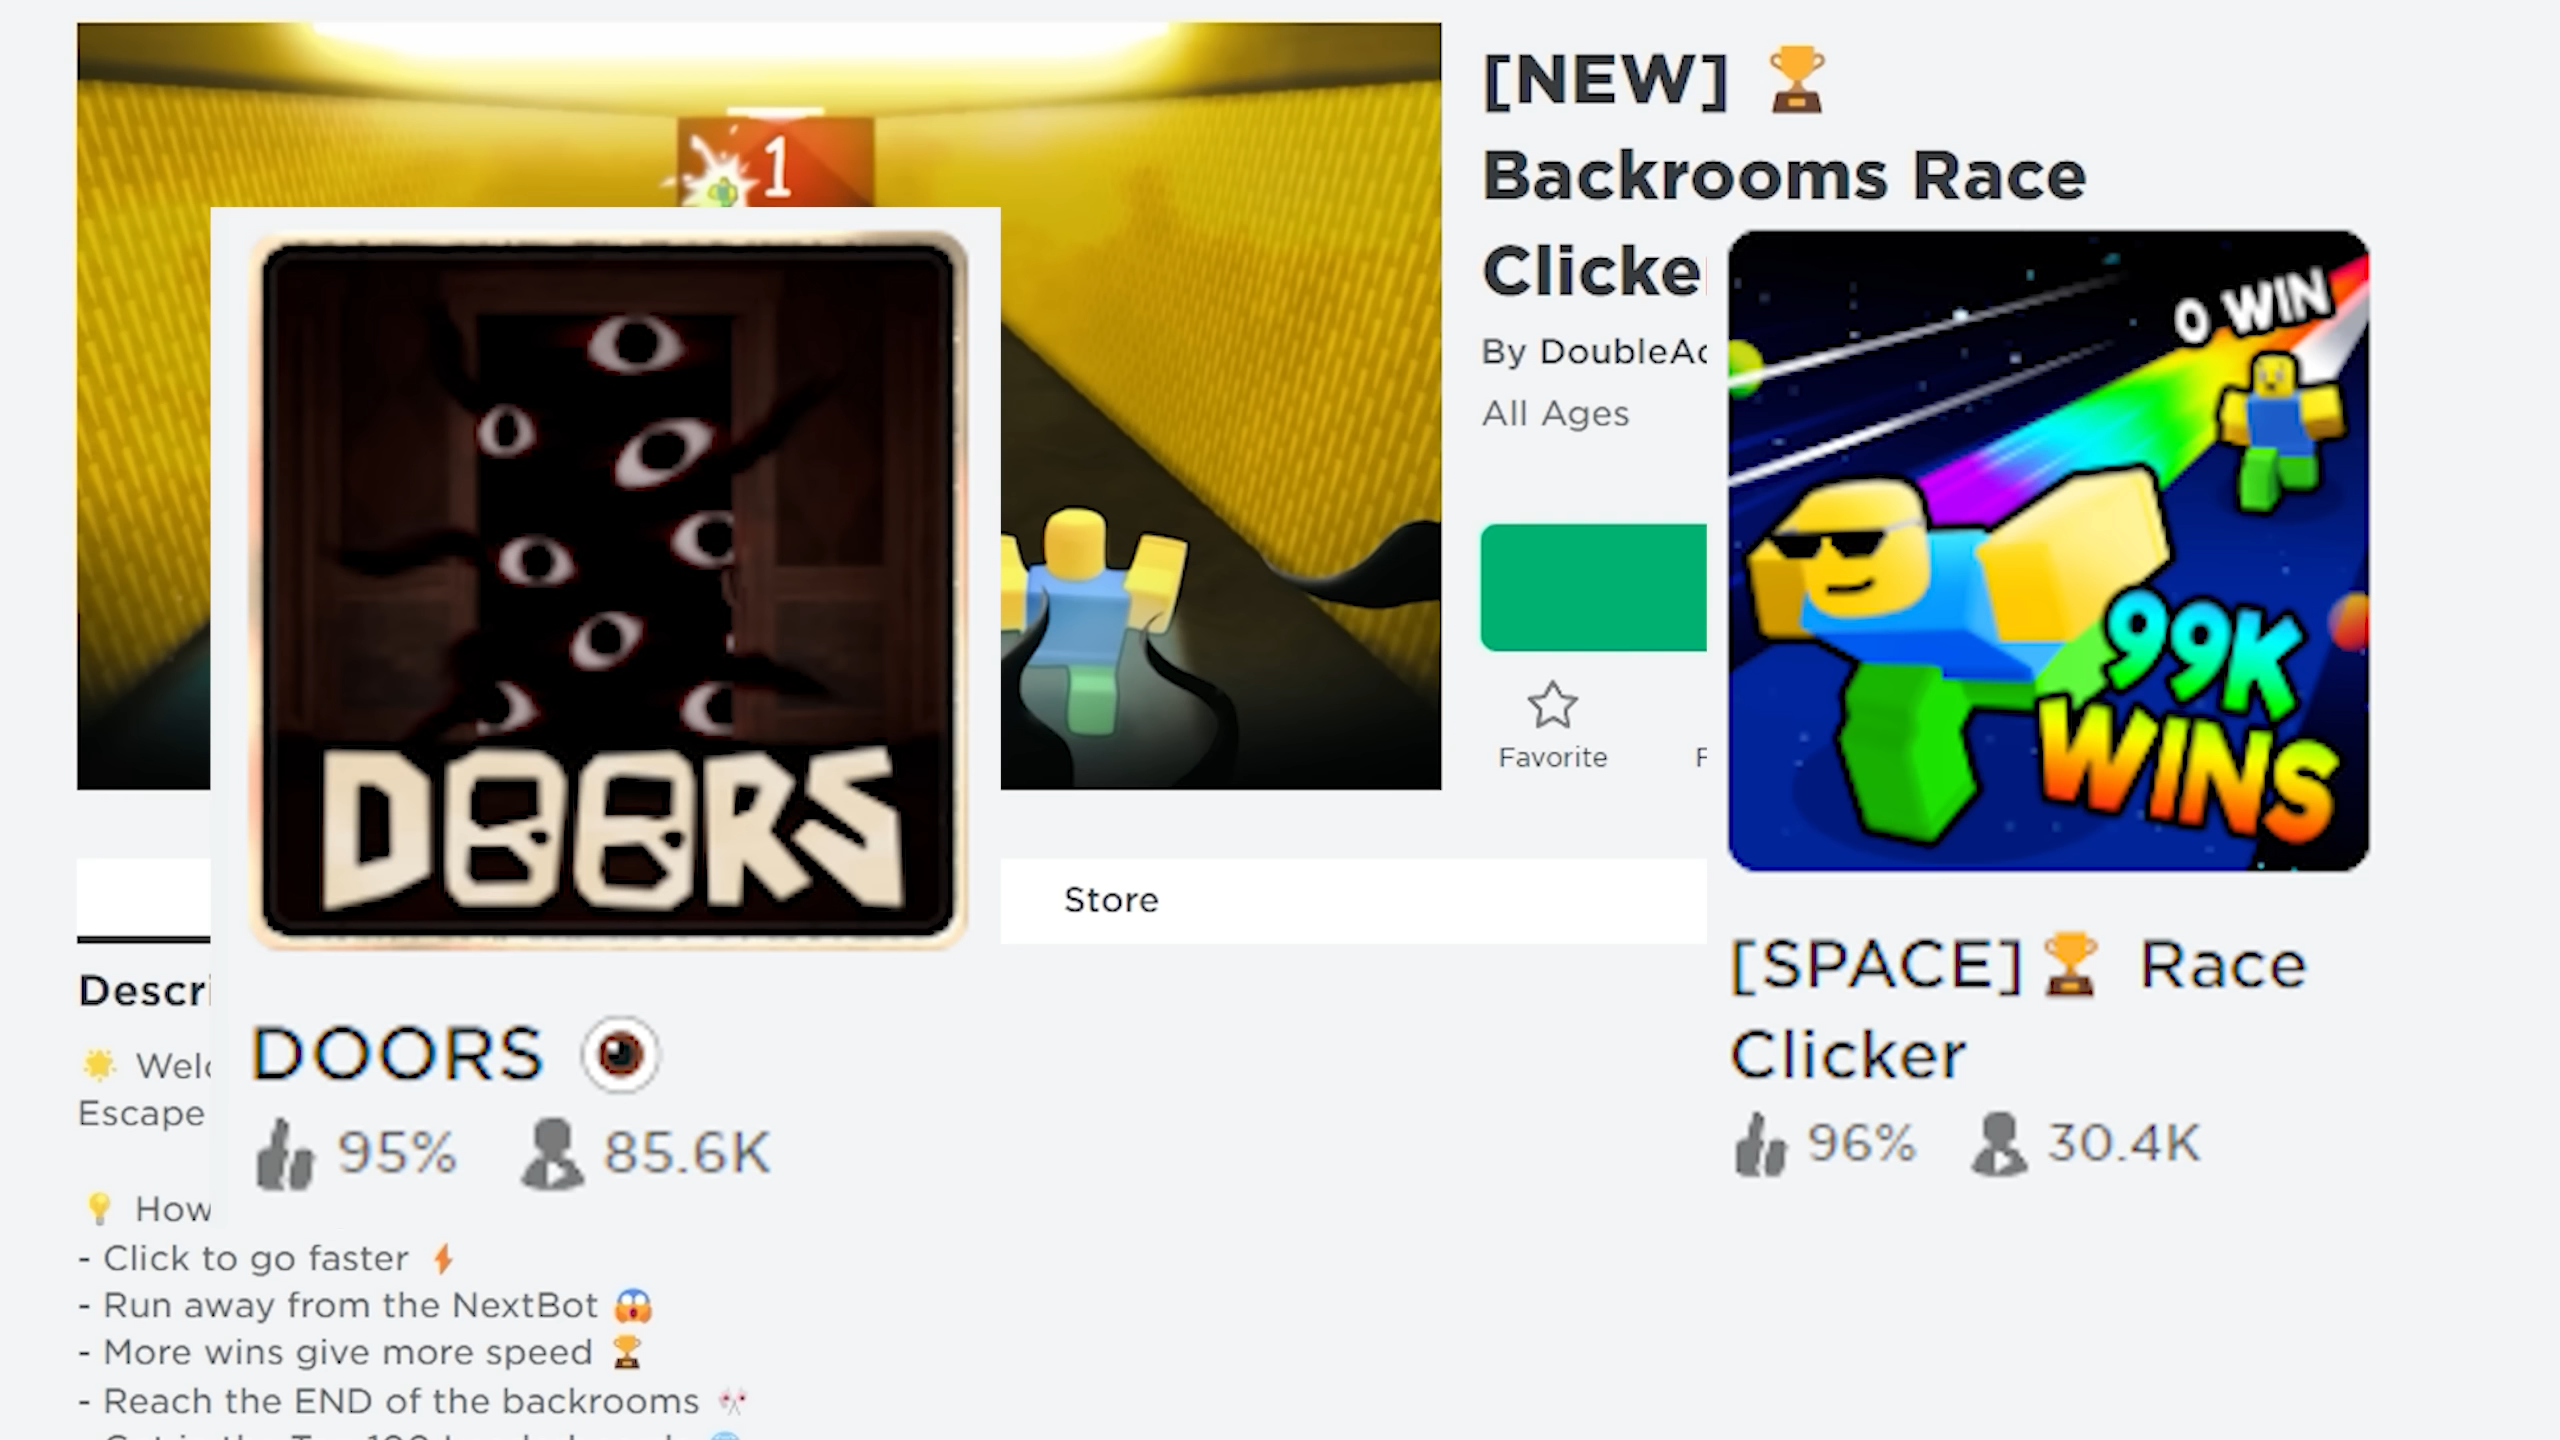 1
[NEW] 🏆
Backrooms Race
Clicke
By DoubleAc
All Ages
Favorite
Store
DOORS
DOORS 👁
95% 85.6K
0 WIN
99K
WINS
[SPACE]🏆 Race
Clicker
96% 30.4K
Descri
🌟 Welc
Escape
💡 How
- Click to go faster ⚡
- Run away from the NextBot 😱
- More wins give more speed 🏆
- Reach the END of the backrooms 🎌